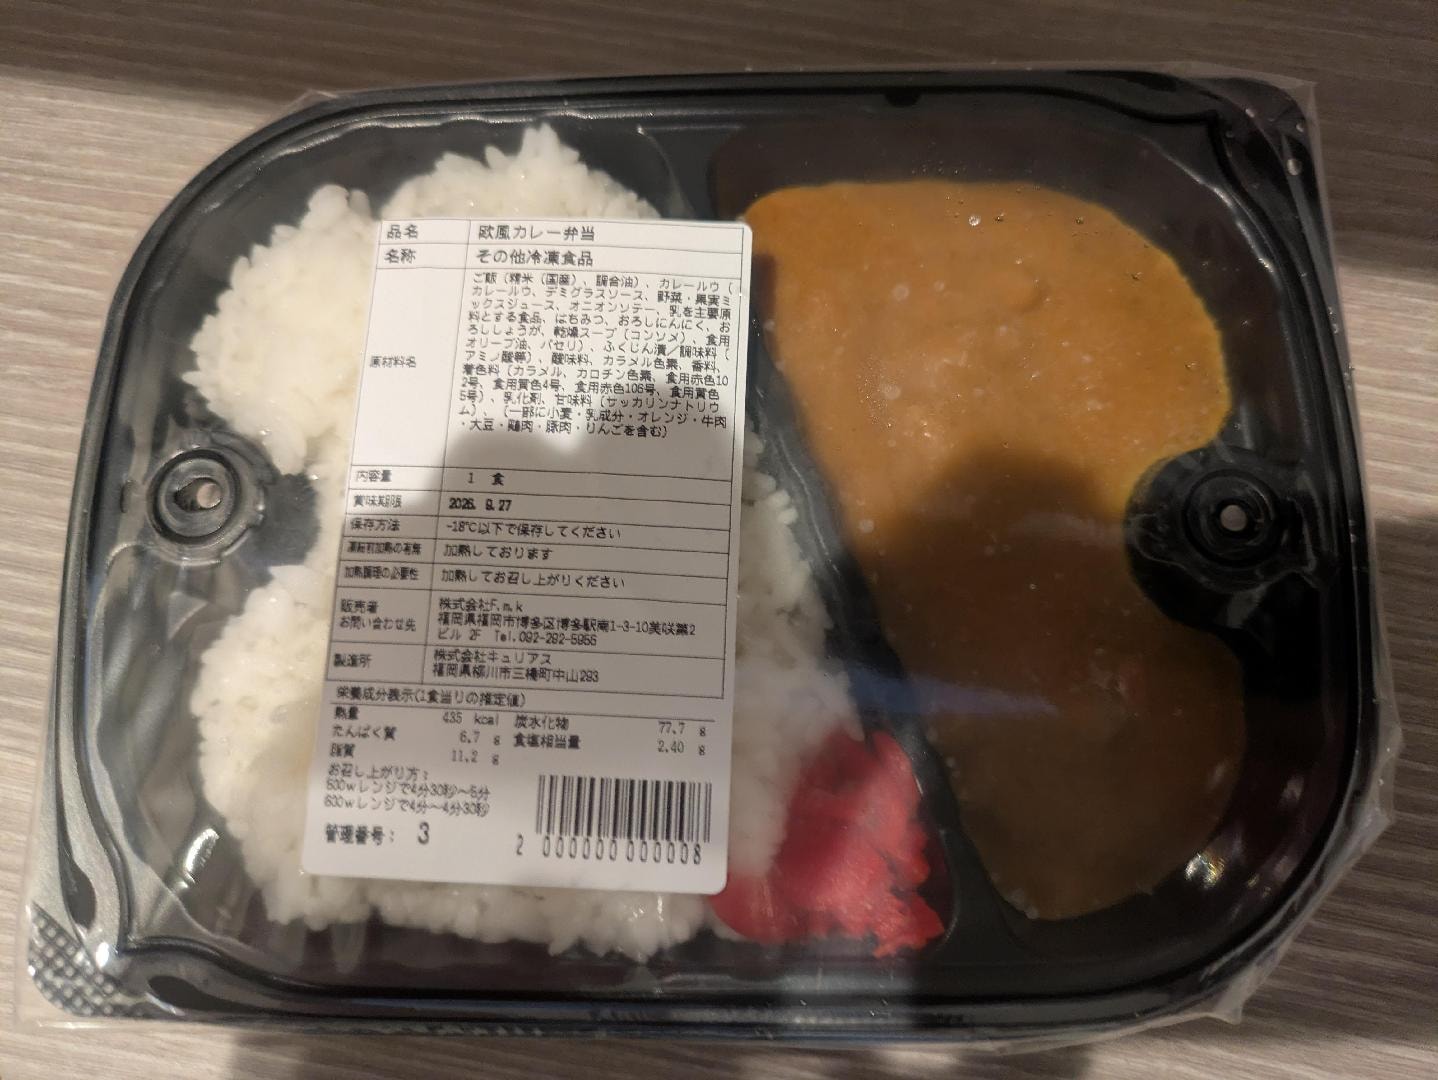 品名 欧風カレー弁当
名称 その他冷凍食品
原材料名
ご飯（精米（国産）、調合油）、カレールウ（
カレールウ、デミグラスソース、野菜・果実ミ
ックスジュース、オニオンソテー、乳を主要原
料とする食品、はちみつ、おろしにんにく、お
ろししょうが、乾燥スープ（コンソメ）、食用
オリーブ油、パセリ）、ふくじん漬／調味料（
アミノ酸等）、酸味料、カラメル色素、香料、
着色料（カラメル、カロチン色素、食用赤色10
2号、食用黄色4号、食用赤色106号、食用黄色
5号）、乳化剤、甘味料（サッカリンナトリウ
ム）、（一部に小麦・乳成分・オレンジ・牛肉
・大豆・鶏肉・豚肉・りんごを含む）
内容量 1 食
賞味期限 2026. 9.27
保存方法 -18℃以下で保存してください
凍結前加熱の有無 加熱しております
加熱調理の必要性 加熱してお召し上がりください
販売者
お問い合わせ先
株式会社F.m.k
福岡県福岡市博多区博多駅南1-3-10美咲第2
ビル 2F Tel.092-292-5956
製造所
株式会社キュリアス
福岡県柳川市三橋町中山293
栄養成分表示(1食当りの推定値)
熱量 435 kcal 炭水化物 77.7 g
たんぱく質 6.7 g 食塩相当量 2.40 g
脂質 11.2 g
お召し上がり方:
500wレンジで4分30秒～5分
600wレンジで4分～4分30秒
管理番号: 3
2 000000 000008